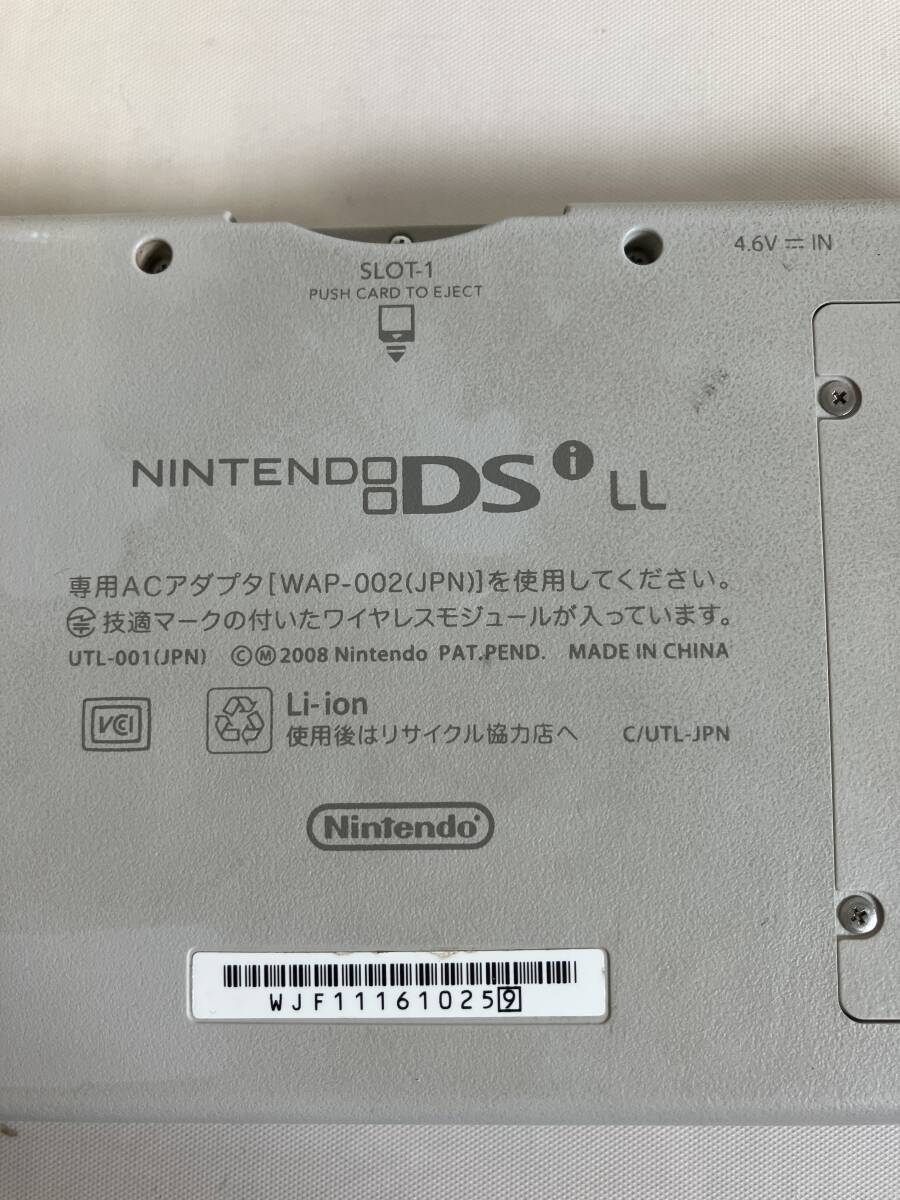 4.6V ⎓ IN
SLOT-1
PUSH CARD TO EJECT
NINTENDO DSi LL
専用ACアダプタ[WAP-002(JPN)]を使用してください。
技適マークの付いたワイヤレスモジュールが入っています。
UTL-001(JPN) ©Ⓜ2008 Nintendo PAT.PEND. MADE IN CHINA
VCCI
Li-ion
使用後はリサイクル協力店へ C/UTL-JPN
Nintendo®
WJF111610259